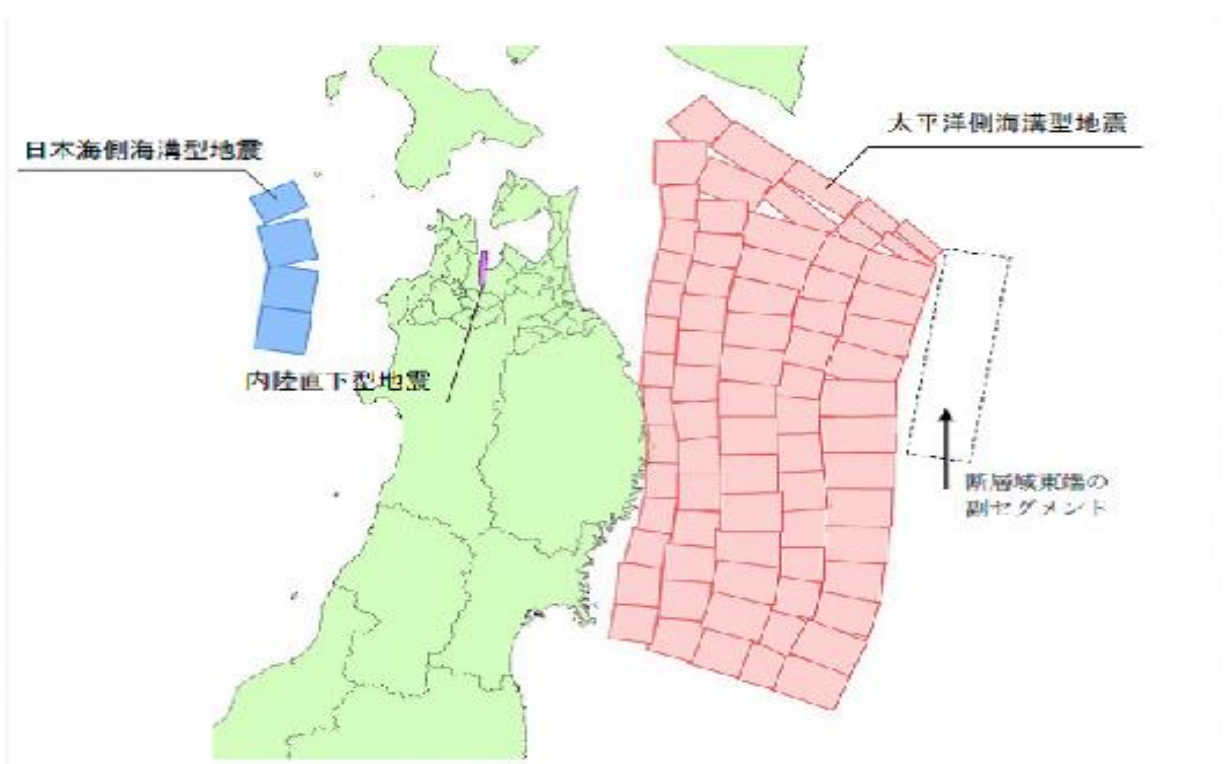 太平洋側海溝型地震
日本海側海溝型地震
内陸直下型地震
断層域東端の
副セグメント